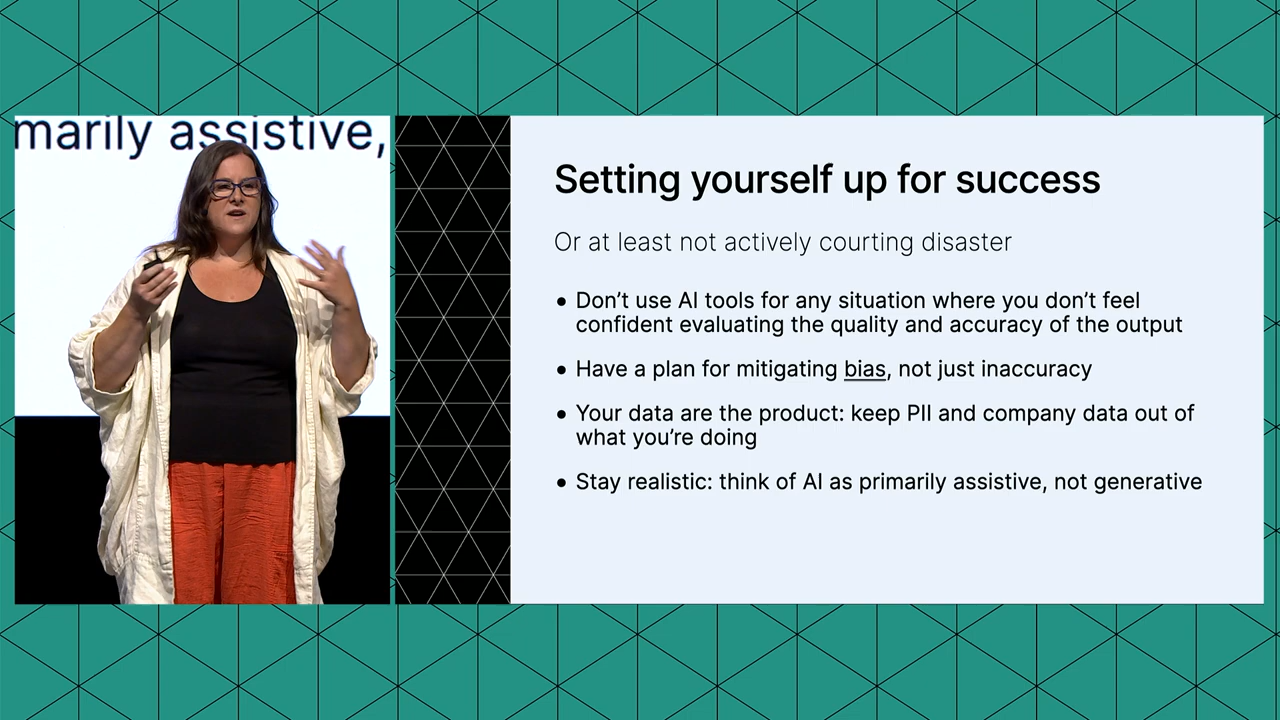 marily assistive,
Setting yourself up for success
Or at least not actively courting disaster
• Don’t use AI tools for any situation where you don’t feel
confident evaluating the quality and accuracy of the output
• Have a plan for mitigating bias, not just inaccuracy
• Your data are the product: keep PII and company data out of
what you’re doing
• Stay realistic: think of AI as primarily assistive, not generative